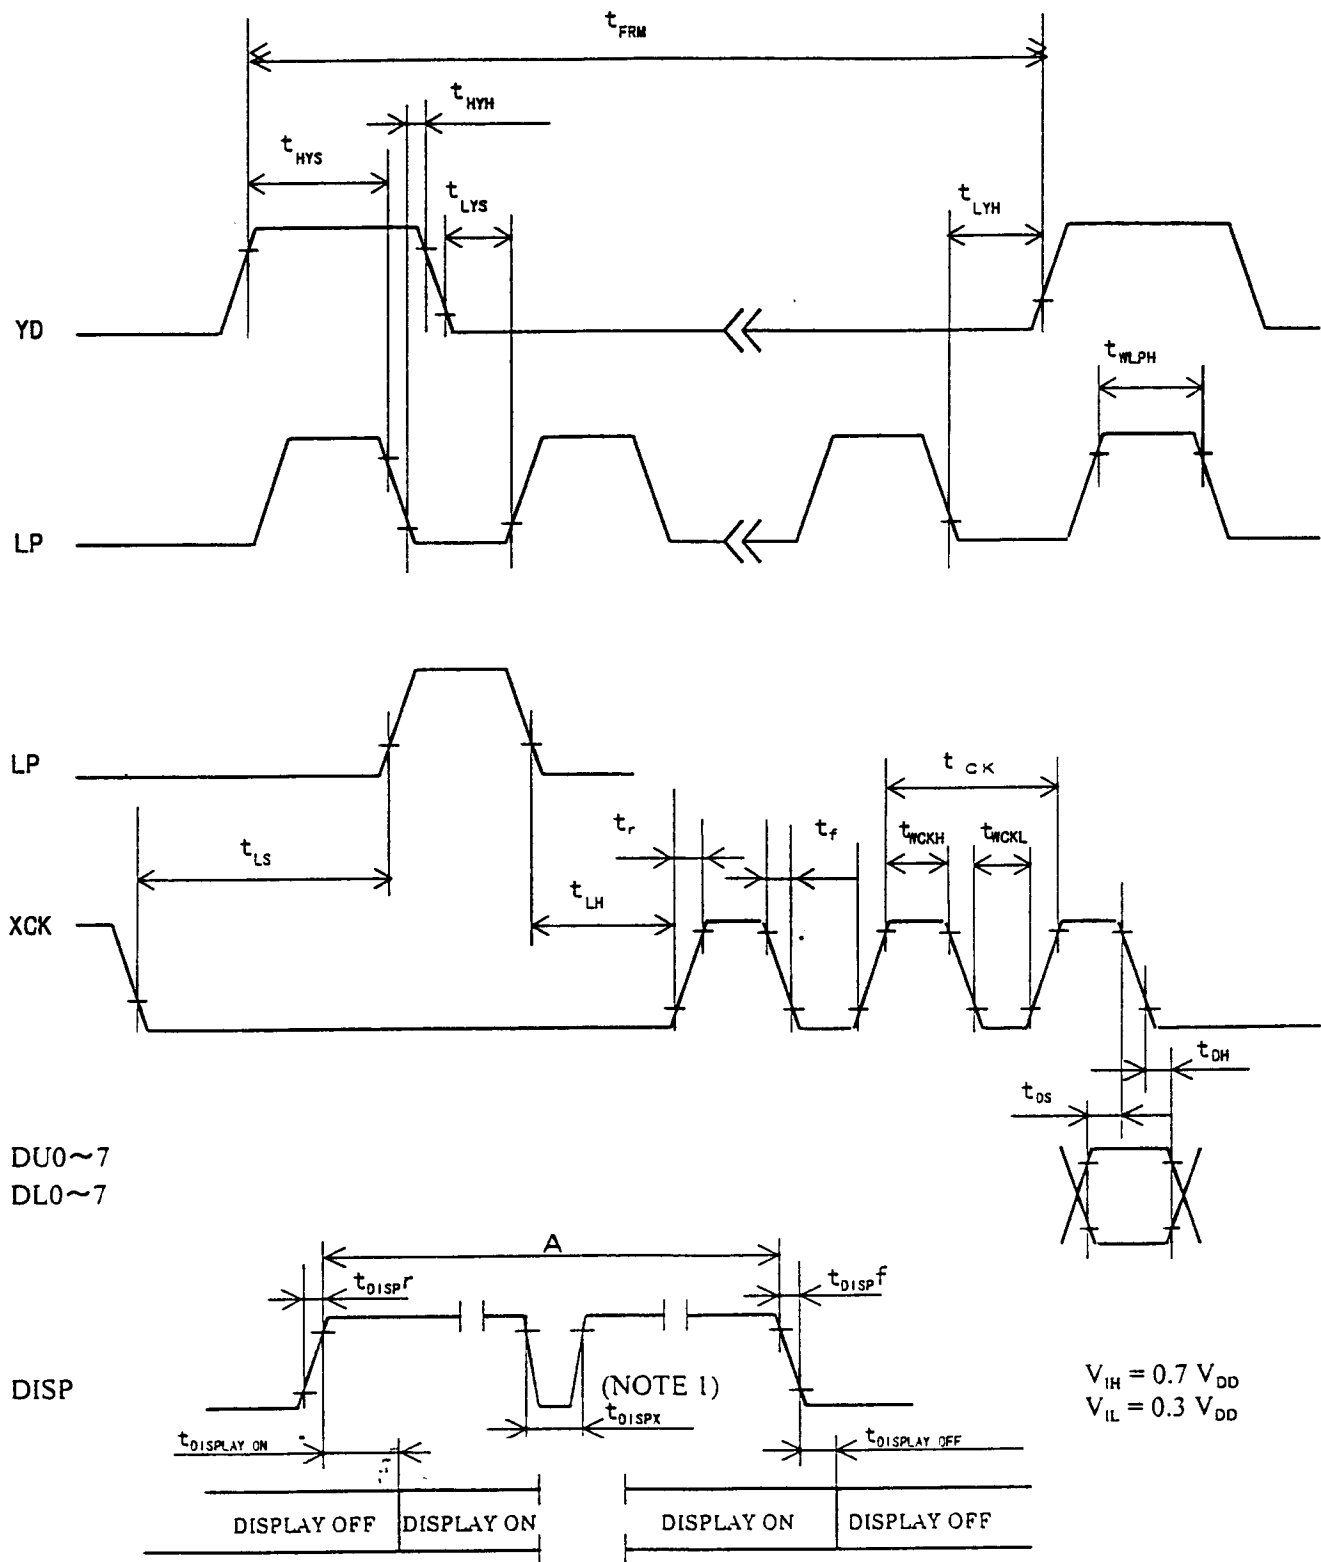 tFRM
tHYH
tHYS
tLYS
tLYH
YD
tWLPH
LP
LP
tCK
tr
tf
tWCKH
tWCKL
tLS
tLH
XCK
tDH
tDS
DU0~7
DL0~7
A
tDISPr
tDISPf
DISP
(NOTE 1)
tDISPX
VIH = 0.7 VDD
VIL = 0.3 VDD
tDISPLAY ON
tDISPLAY OFF
DISPLAY OFF
DISPLAY ON
DISPLAY ON
DISPLAY OFF